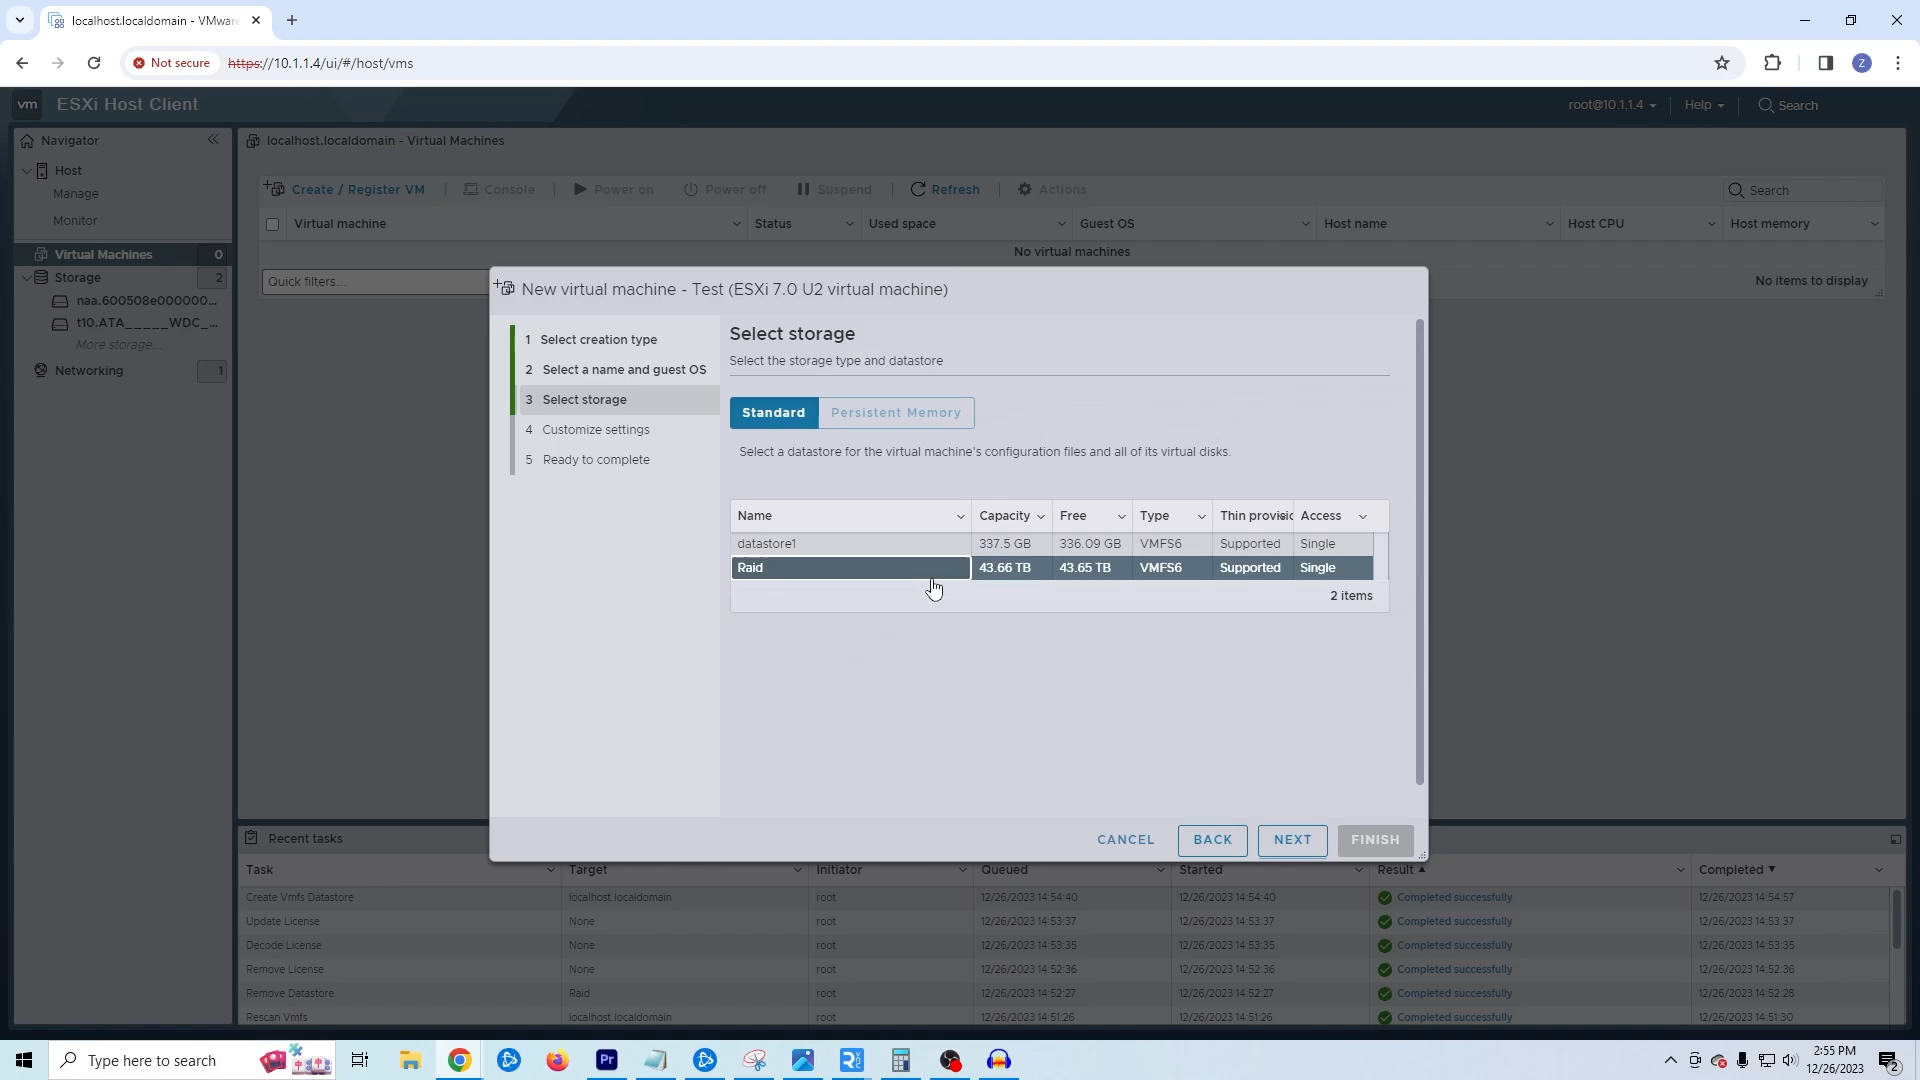 localhost.localdomain - VMware
Not secure https://10.1.1.4/ui/#/host/vms
Z
vm ESXi Host Client
root@10.1.1.4 Help Search
Navigator
localhost.localdomain - Virtual Machines
Host
Manage
Monitor
Virtual Machines 0
Storage 2
naa.600508e000000...
t10.ATA_____WDC_...
More storage...
Networking 1
Create / Register VM Console Power on Power off Suspend Refresh Actions Search
Virtual machine Status Used space Guest OS Host name Host CPU Host memory
No virtual machines
Quick filters...
No items to display
New virtual machine - Test (ESXi 7.0 U2 virtual machine)
1 Select creation type
2 Select a name and guest OS
3 Select storage
4 Customize settings
5 Ready to complete
Select storage
Select the storage type and datastore
Standard Persistent Memory
Select a datastore for the virtual machine's configuration files and all of its virtual disks.
Name Capacity Free Type Thin provisic Access
datastore1 337.5 GB 336.09 GB VMFS6 Supported Single
Raid 43.66 TB 43.65 TB VMFS6 Supported Single
2 items
CANCEL BACK NEXT FINISH
Recent tasks
Task Target Initiator Queued Started Result Completed
Create Vmfs Datastore localhost.localdomain root 12/26/2023 14:54:40 12/26/2023 14:54:40 Completed successfully 12/26/2023 14:54:57
Update License None root 12/26/2023 14:53:37 12/26/2023 14:53:37 Completed successfully 12/26/2023 14:53:37
Decode License None root 12/26/2023 14:53:35 12/26/2023 14:53:35 Completed successfully 12/26/2023 14:53:35
Remove License None root 12/26/2023 14:52:36 12/26/2023 14:52:36 Completed successfully 12/26/2023 14:52:36
Remove Datastore Raid root 12/26/2023 14:52:27 12/26/2023 14:52:27 Completed successfully 12/26/2023 14:52:28
Rescan Vmfs localhost.localdomain root 12/26/2023 14:51:26 12/26/2023 14:51:26 Completed successfully 12/26/2023 14:51:30
Type here to search
Pr
2:55 PM
12/26/2023
2